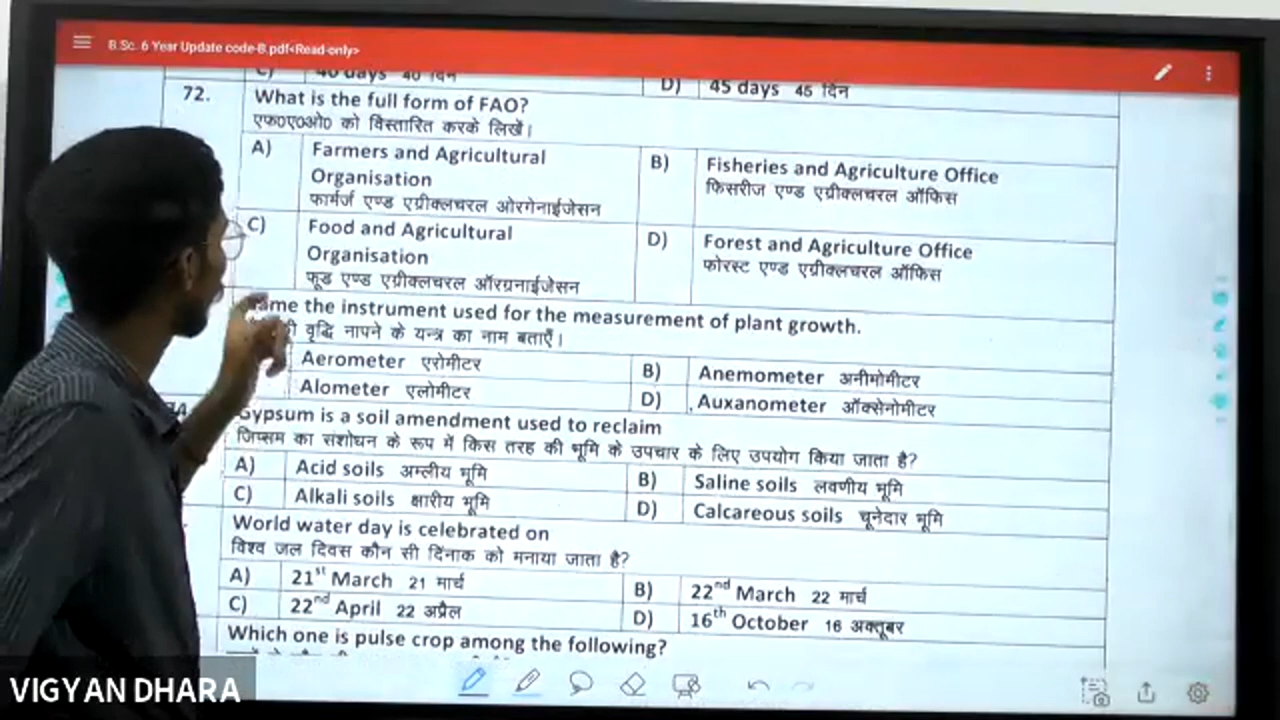 B.Sc. 6 Year Update code-B.pdf<Read-only>
C) 40 days 40 दिन D) 45 days 45 दिन
72. What is the full form of FAO?
एफ0ए0ओ0 को विस्तारित करके लिखें।
A) Farmers and Agricultural Organisation
फार्मर्ज एण्ड एग्रीक्लचरल ओरगेनाईजेसन
B) Fisheries and Agriculture Office
फिसरीज एण्ड एग्रीक्लचरल ऑफिस
C) Food and Agricultural
Organisation
फूड एण्ड एग्रीक्लचरल ऑरग्रनाईजेसन
D) Forest and Agriculture Office
फोरस्ट एण्ड एग्रीक्लचरल ऑफिस
the instrument used for the measurement of plant growth.
वृद्धि नापने के यन्त्र का नाम बताएँ।
Aerometer एरोमीटर B) Anemometer अनीमोमीटर
Alometer एलोमीटर D) Auxanometer ऑक्सेनोमीटर
Gypsum is a soil amendment used to reclaim
जिप्सम का संशोधन के रूप में किस तरह की भूमि के उपचार के लिए उपयोग किया जाता है?
A) Acid soils अम्लीय भूमि B) Saline soils लवणीय भूमि
C) Alkali soils क्षारीय भूमि D) Calcareous soils चूनेदार भूमि
World water day is celebrated on
विश्व जल दिवस कौन सी दिंनाक को मनाया जाता है?
A) 21st March 21 मार्च B) 22nd March 22 मार्च
C) 22nd April 22 अप्रैल D) 16th October 16 अक्तूबर
Which one is pulse crop among the following?
VIGYAN DHARA